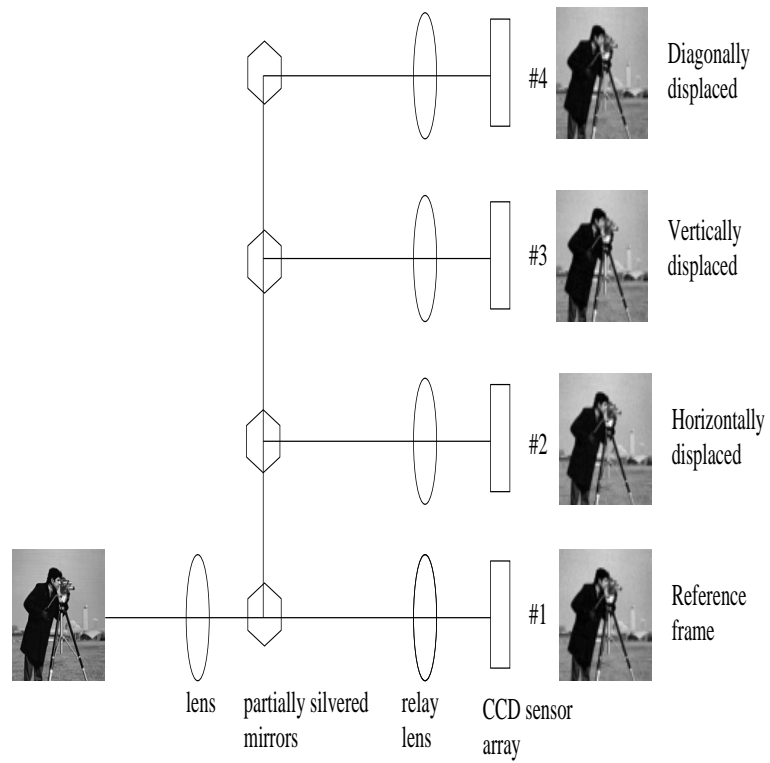 #4
Diagonally
displaced
#3
Vertically
displaced
#2
Horizontally
displaced
#1
Reference
frame
lens
partially silvered
mirrors
relay
lens
CCD sensor
array